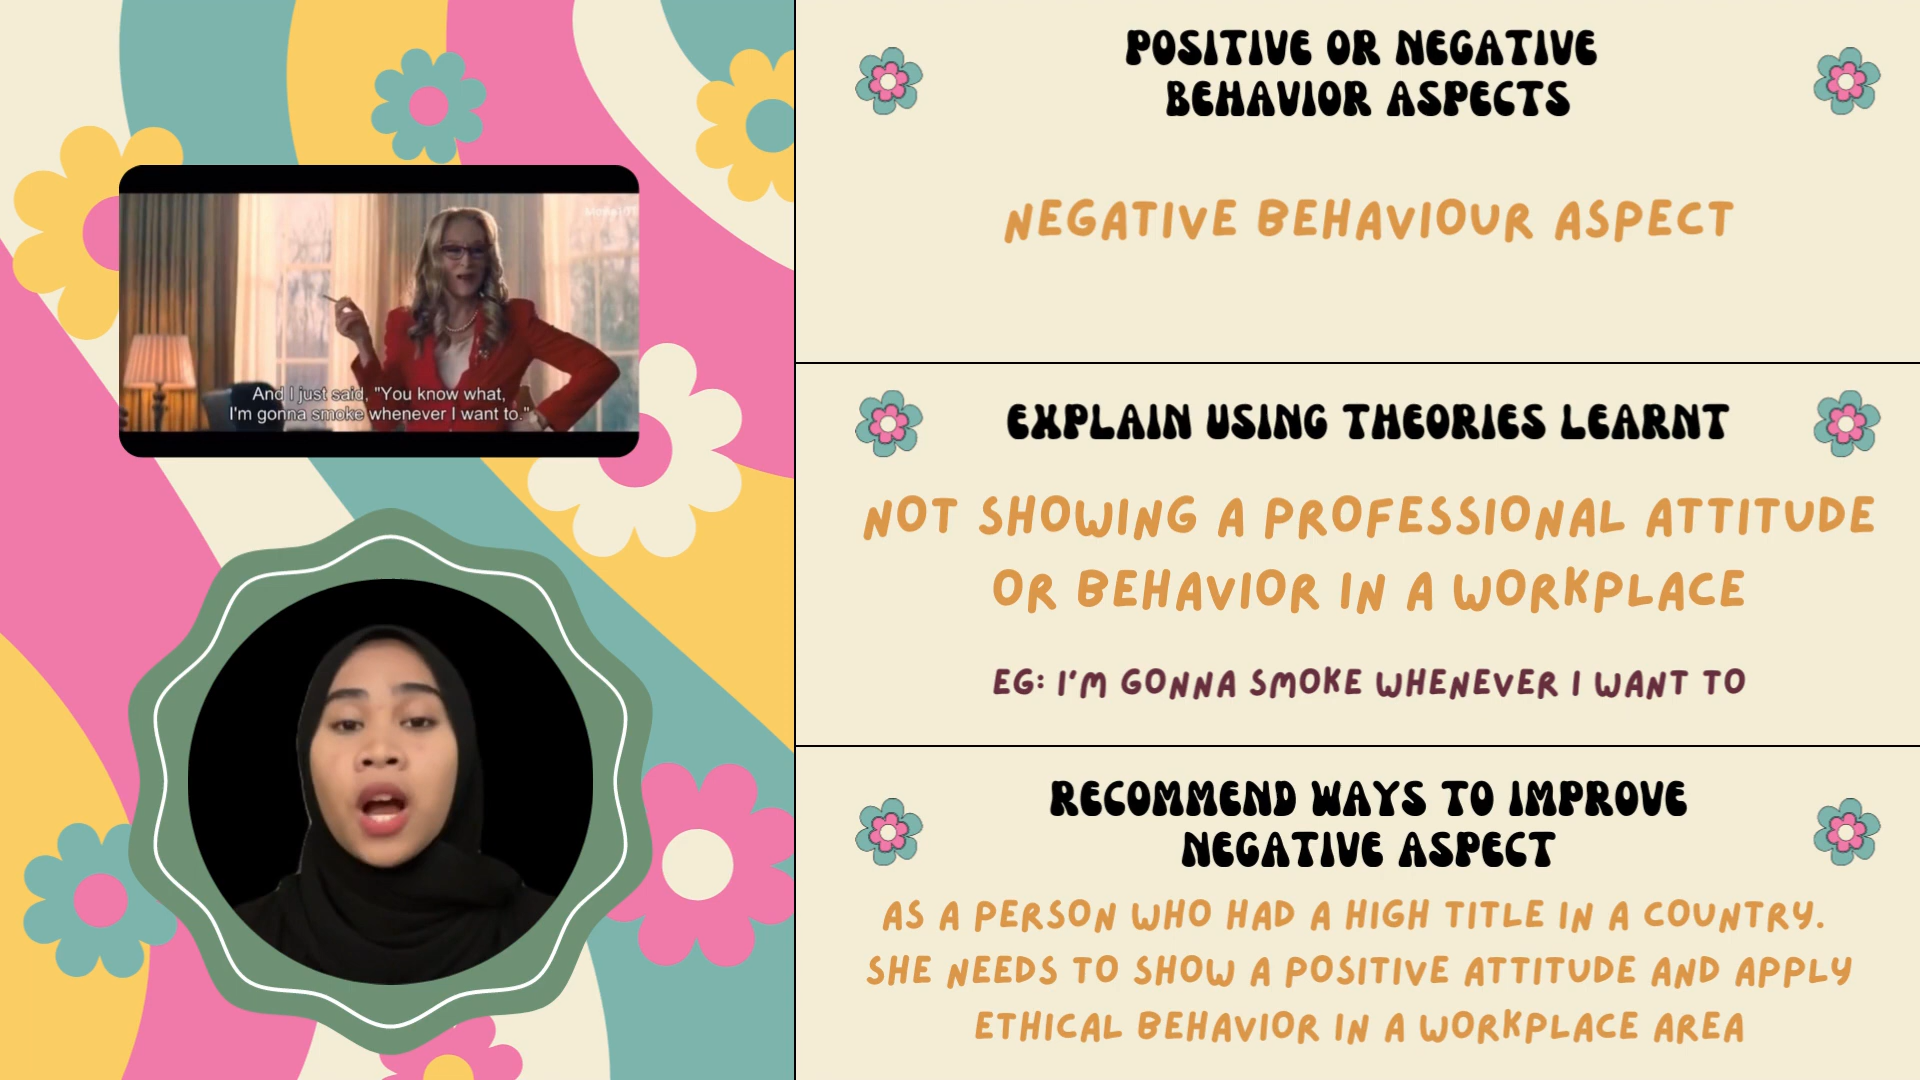 And I just said, "You know what,
I'm gonna smoke whenever I want to."
POSITIVE OR NEGATIVE
BEHAVIOR ASPECTS
NEGATIVE BEHAVIOUR ASPECT
EXPLAIN USING THEORIES LEARNT
NOT SHOWING A PROFESSIONAL ATTITUDE
OR BEHAVIOR IN A WORKPLACE
EG: I'M GONNA SMOKE WHENEVER I WANT TO
RECOMMEND WAYS TO IMPROVE
NEGATIVE ASPECT
AS A PERSON WHO HAD A HIGH TITLE IN A COUNTRY.
SHE NEEDS TO SHOW A POSITIVE ATTITUDE AND APPLY
ETHICAL BEHAVIOR IN A WORKPLACE AREA